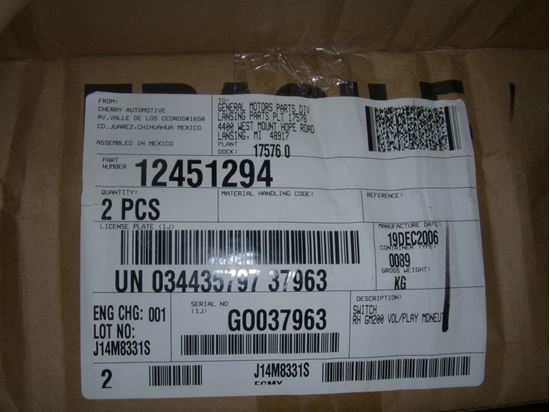 FROM:
CHERRY AUTOMOTIVE
AV.VALLE DE LOS CEDROS#1650
CD.JUAREZ,CHIHUAHUA MEXICO
ASSEMBLED IN MEXICO
TO:
GENERAL MOTORS PARTS DIV
LANSING PARTS PLT 17576
4400 WEST MOUNT HOPE ROAD
LANSING, MI 48917
PLANT
DOCK: 17576 0
PART
NUMBER 12451294
QUANTITY:
2 PCS
MATERIAL HANDLING CODE:
REFERENCE:
LICENSE PLATE (1J)
UN 034435797 37963
MANUFACTURE DATE:
19DEC2006
CONTAINER TYPE:
0089
GROSS WEIGHT:
KG
ENG CHG: 001
LOT NO:
J14M8331S
SERIAL NO
(1J)
GO037963
DESCRIPTION:
SWITCH
RH GM200 VOL/PLAY MDNEUT
2
J14M8331S